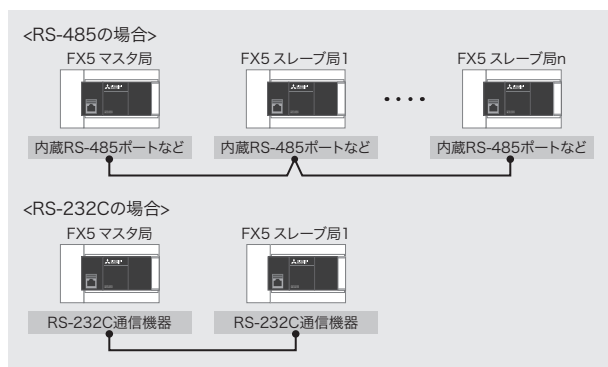 <RS-485の場合>
FX5 マスタ局 FX5 スレーブ局1 FX5 スレーブ局n
内蔵RS-485ポートなど 内蔵RS-485ポートなど ‥‥ 内蔵RS-485ポートなど
<RS-232Cの場合>
FX5 マスタ局 FX5 スレーブ局1
RS-232C通信機器 RS-232C通信機器